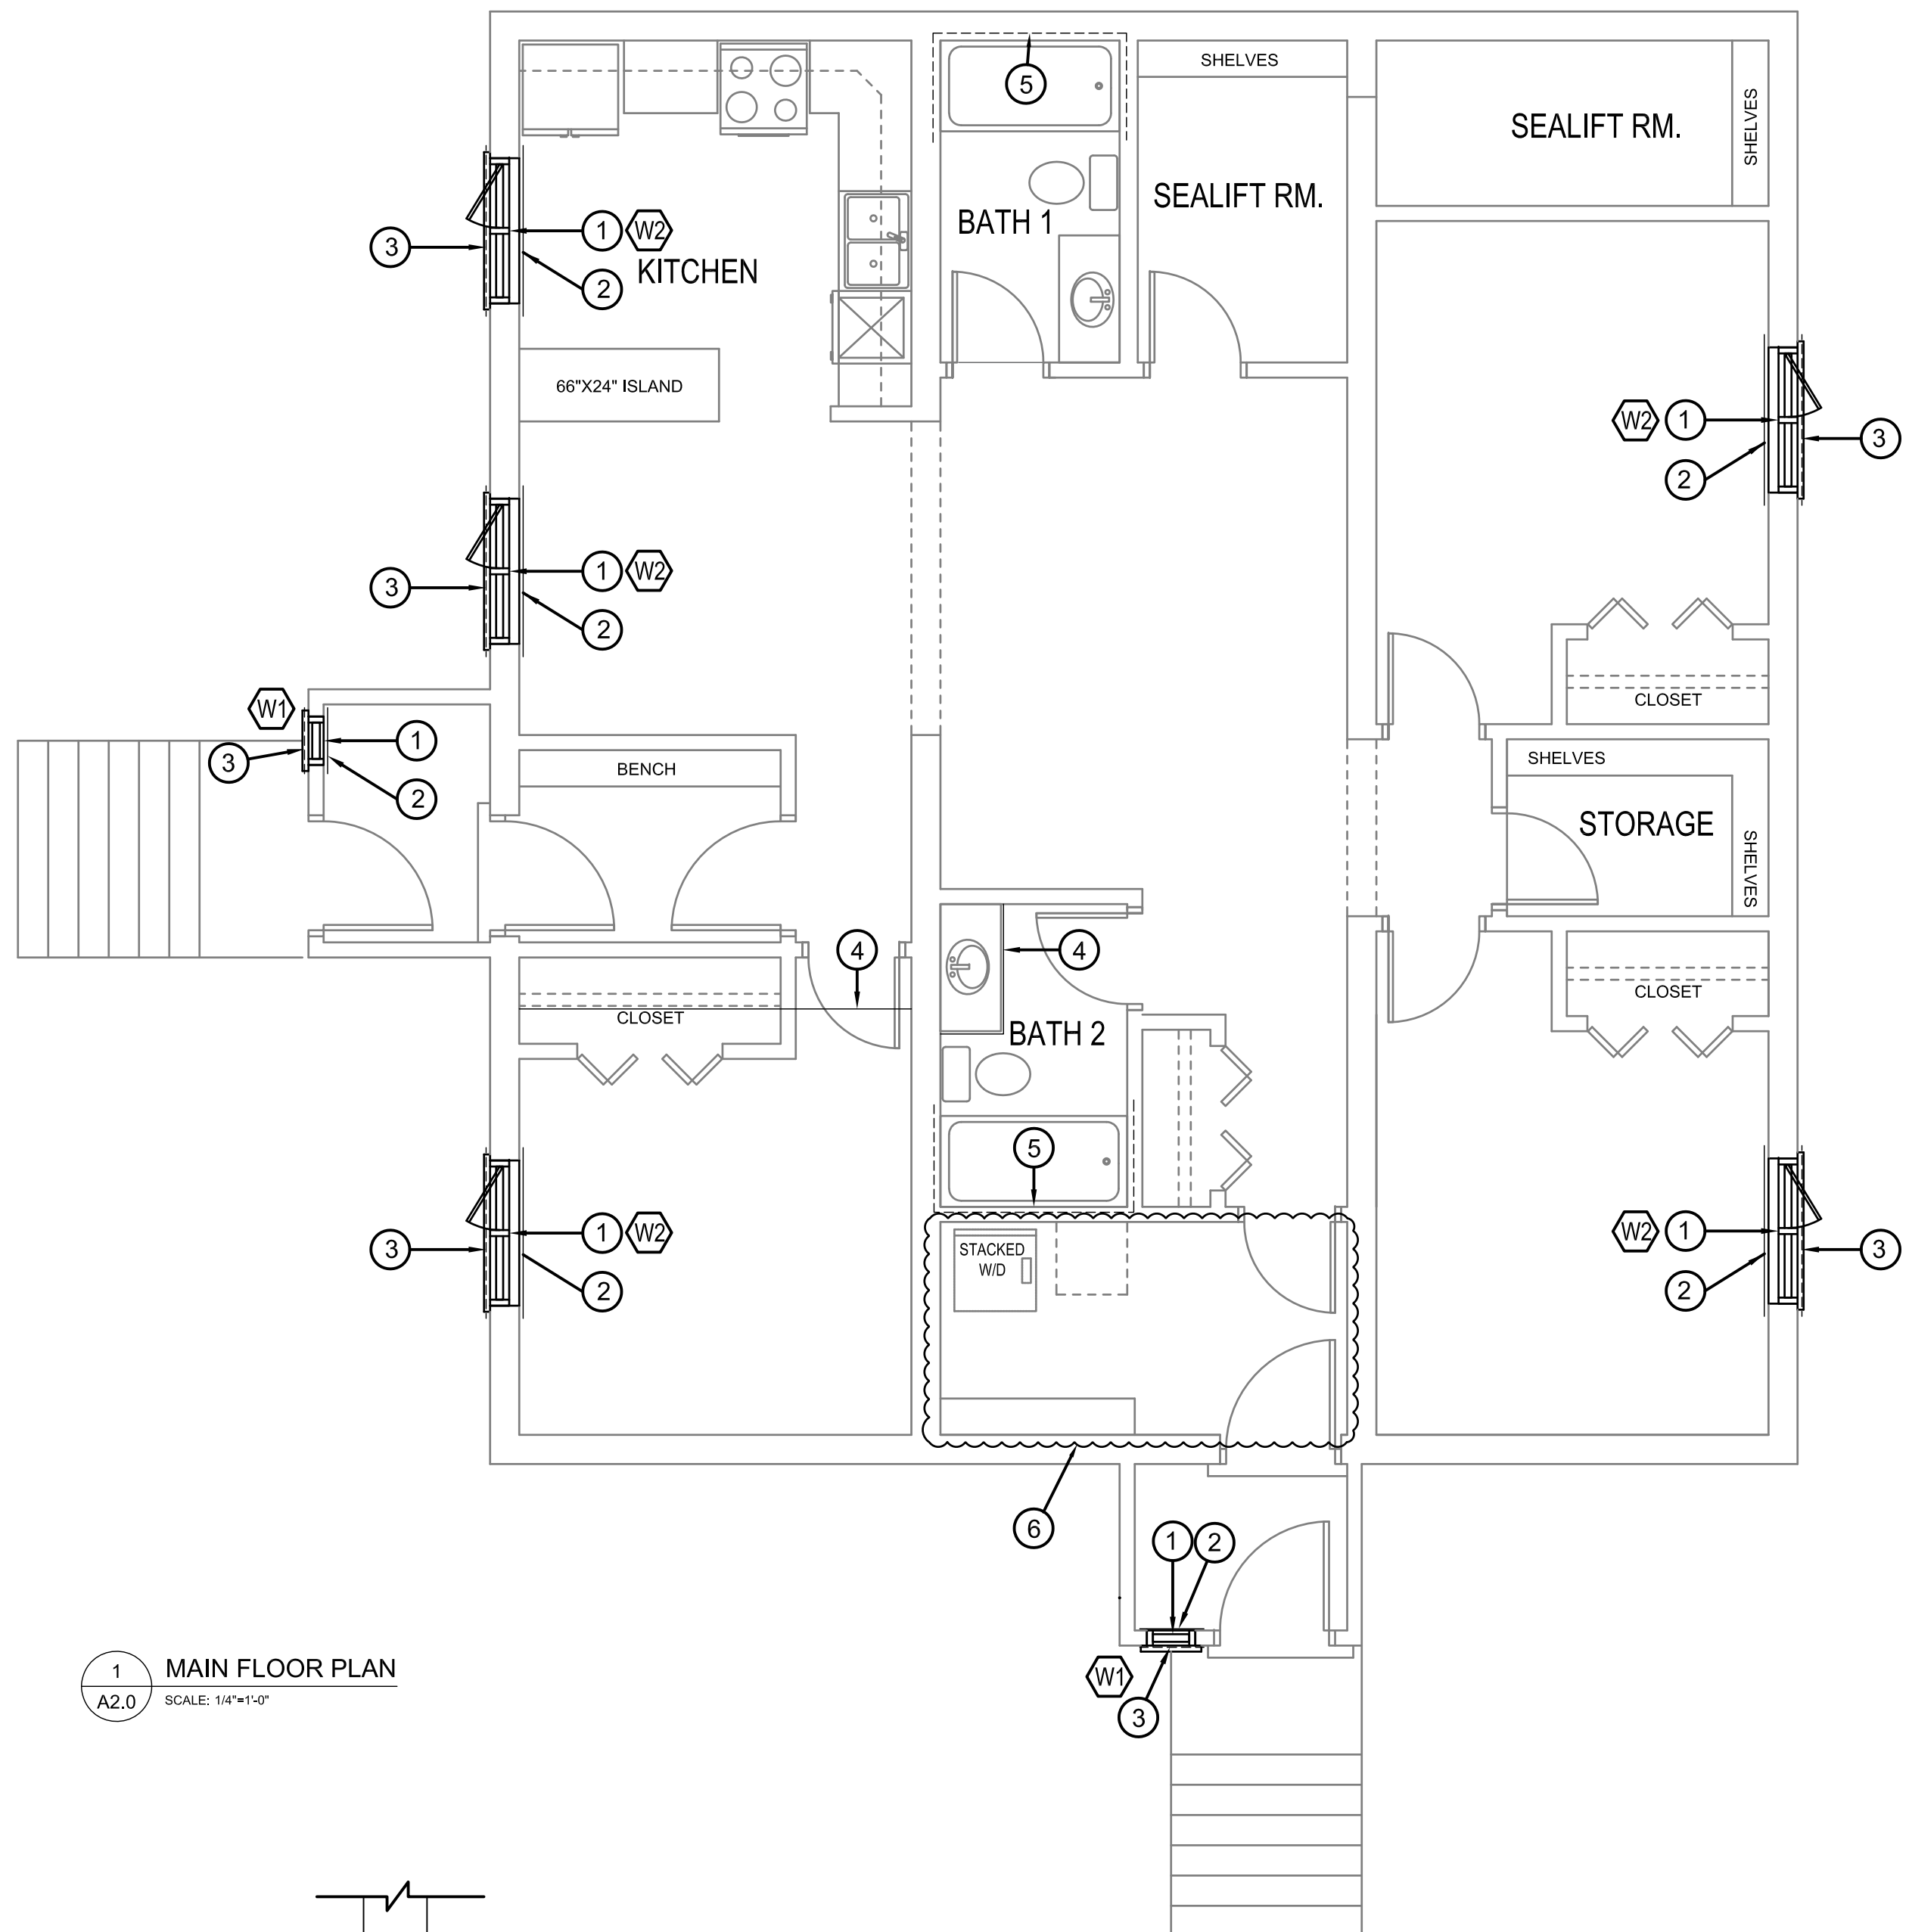 5
SHELVES
SEALIFT RM.
SHELVES
SEALIFT RM.
BATH 1
1
W2
3
KITCHEN
2
66"X24" ISLAND
W2
1
3
2
1
W2
3
2
W1
1
3
2
CLOSET
BENCH
SHELVES
STORAGE
SHELVES
4
4
CLOSET
CLOSET
BATH 2
5
1
W2
3
2
STACKED
W/D
W2
1
3
2
6
1
2
W1
3
1
A2.0
MAIN FLOOR PLAN
SCALE: 1/4"=1'-0"